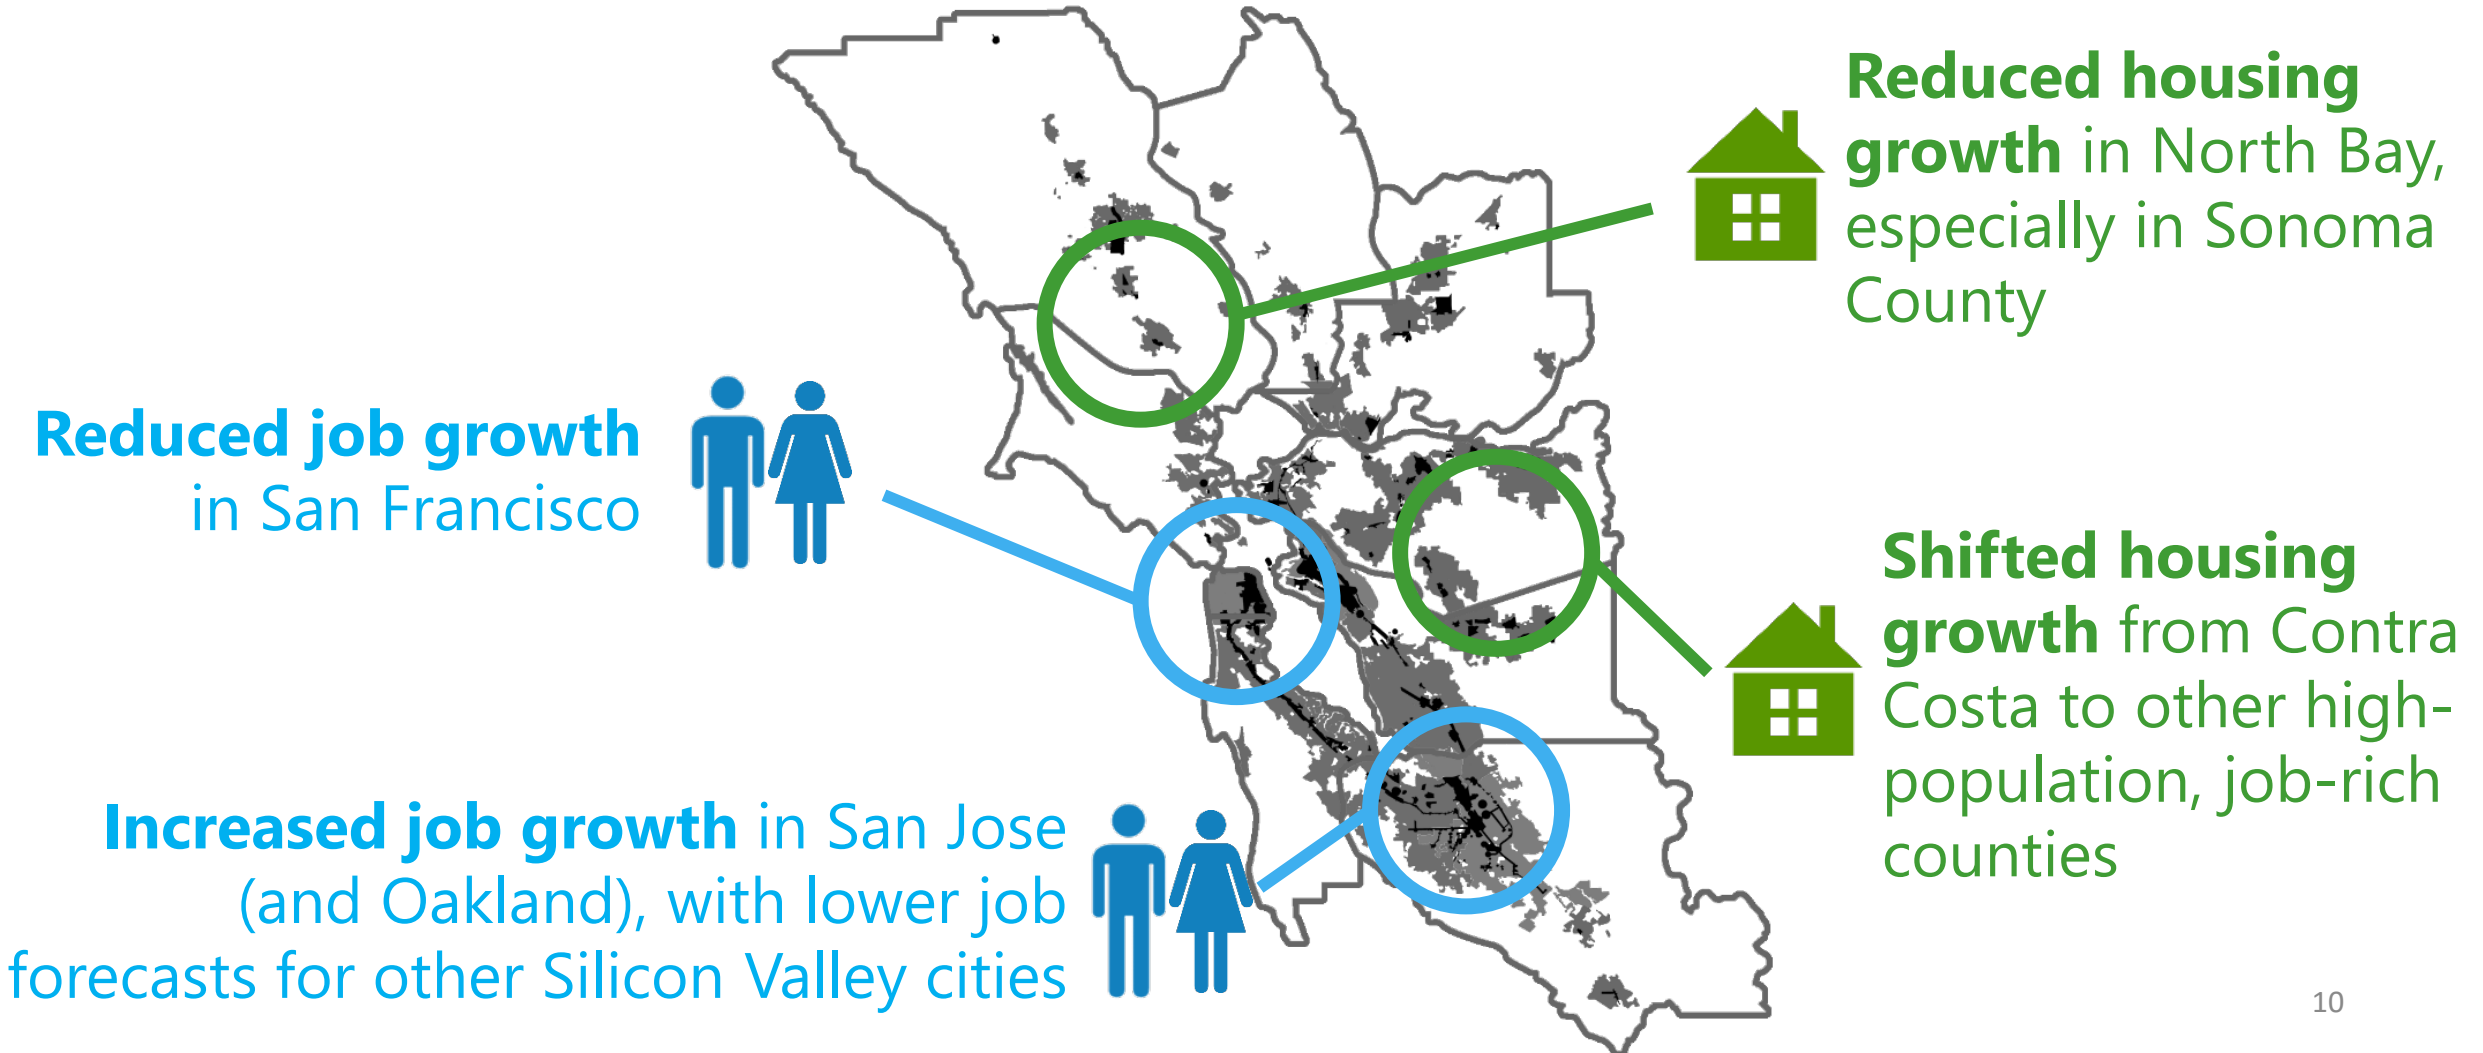 Reduced housing
growth in North Bay,
especially in Sonoma
County
Reduced job growth
in San Francisco
Shifted housing
growth from Contra
Costa to other high-
population, job-rich
counties
Increased job growth in San Jose
(and Oakland), with lower job
forecasts for other Silicon Valley cities
10